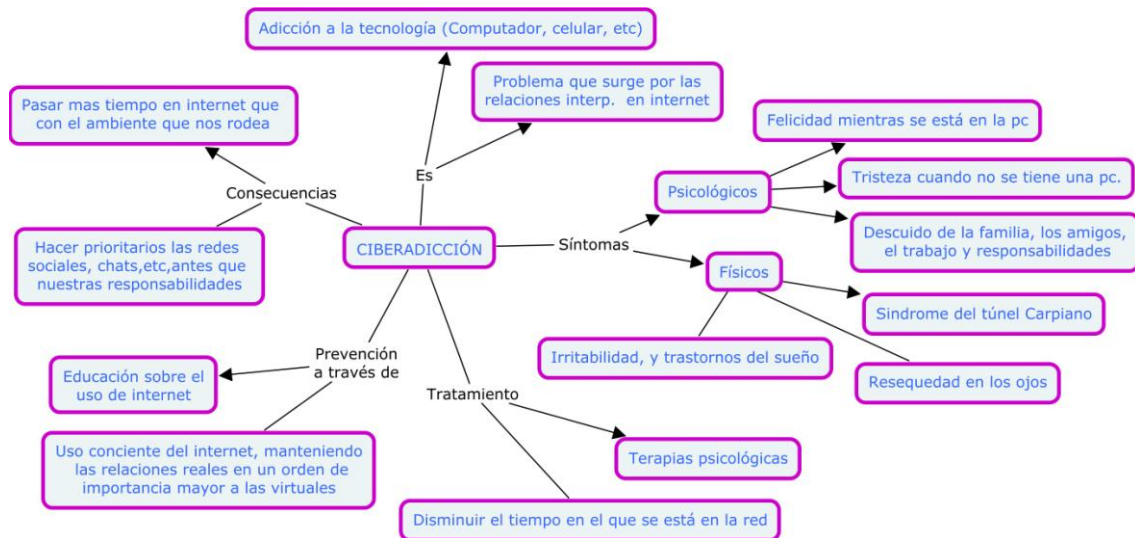 Adicción a la tecnología (Computador, celular, etc)
Problema que surge por las
relaciones interp. en internet
Pasar mas tiempo en internet que
con el ambiente que nos rodea
Felicidad mientras se está en la pc
Es
Psicológicos
Tristeza cuando no se tiene una pc.
Consecuencias
Hacer prioritarios las redes
sociales, chats,etc,antes que
nuestras responsabilidades
CIBERADICCIÓN
Síntomas
Descuido de la familia, los amigos,
el trabajo y responsabilidades
Físicos
Sindrome del túnel Carpiano
Irritabilidad, y trastornos del sueño
Resequedad en los ojos
Prevención
a través de
Educación sobre el
uso de internet
Tratamiento
Uso conciente del internet, manteniendo
las relaciones reales en un orden de
importancia mayor a las virtuales
Terapias psicológicas
Disminuir el tiempo en el que se está en la red